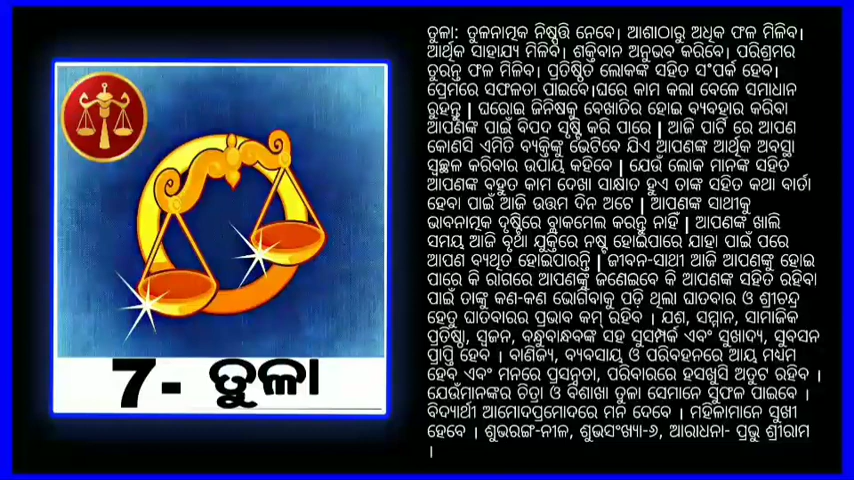 7- ତୁଳା
ତୁଳା: ତୁଳନାତ୍ମକ ନିଷ୍ପତ୍ତି ନେବେ। ଆଶାଠାରୁ ଅଧିକ ଫଳ ମିଳିବ।
ଆର୍ଥିକ ସାହାଯ୍ୟ ମିଳିବ। ଶକ୍ତିବାନ ଅନୁଭବ କରିବେ। ପରିଶ୍ରମର
ତୁରନ୍ତ ଫଳ ମିଳିବ। ପ୍ରତିଷ୍ଠିତ ଲୋକଙ୍କ ସହିତ ସଂପର୍କ ହେବ।
ପ୍ରେମରେ ସଫଳତା ପାଇବେ।ଘରେ କାମ କଲା ବେଳେ ସମାଧାନ
ରୁହନ୍ତୁ | ଘରୋଇ ଜିନିଷକୁ ବେଖାତିର ହୋଇ ବ୍ୟବହାର କରିବା
ଆପଣଙ୍କ ପାଇଁ ବିପଦ ସୃଷ୍ଟି କରି ପାରେ | ଆଜି ପାର୍ଟି ରେ ଆପଣ
କୋଣସି ଏମିତି ବ୍ୟକ୍ତିଙ୍କୁ ଭେଟିବେ ଯିଏ ଆପଣଙ୍କ ଆର୍ଥିକ ଅବସ୍ଥା
ସ୍ୱଚ୍ଛଳ କରିବାର ଉପାୟ କହିବେ | ଯେଉଁ ଲୋକ ମାନଙ୍କ ସହିତ
ଆପଣଙ୍କ ବହୁତ କାମ ଦେଖା ସାକ୍ଷାତ ହୁଏ ତାଙ୍କ ସହିତ କଥା ବାର୍ତା
ହେବା ପାଇଁ ଆଜି ଉତ୍ତମ ଦିନ ଅଟେ | ଆପଣଙ୍କ ସାଥୀକୁ
ଭାବନାତ୍ମକ ଦୃଷ୍ଟିରେ ବ୍ଲାକମେଲ କରନ୍ତୁ ନାହିଁ | ଆପଣଙ୍କ ଖାଲି
ସମୟ ଆଜି ବୃଥା ଯୁକ୍ତିରେ ନଷ୍ଟ ହୋଇପାରେ ଯାହା ପାଇଁ ପରେ
ଆପଣ ବ୍ୟଥିତ ହୋଇପାରନ୍ତି | ଜୀବନ-ସାଥୀ ଆଜି ଆପଣଙ୍କୁ ହୋଇ
ପାରେ କି ରାଗରେ ଆପଣଙ୍କୁ ଜଣେଇବେ କି ଆପଣଙ୍କ ସହିତ ରହିବା
ପାଇଁ ତାଙ୍କୁ କଣ-କଣ ଭୋଗିବାକୁ ପଡ଼ି ଥିଲା ଘାତବାର ଓ ଶ୍ରୀଚନ୍ଦ୍ର
ହେତୁ ଘାତବାରର ପ୍ରଭାବ କମ୍ ରହିବ । ଯଶ, ସମ୍ମାନ, ସାମାଜିକ
ପ୍ରତିଷ୍ଠା, ସ୍ୱଜନ, ବନ୍ଧୁବାନ୍ଧବଙ୍କ ସହ ସୁସମ୍ପର୍କ ଏବଂ ସୁଖାଦ୍ୟ, ସୁବସନ
ପ୍ରାପ୍ତି ହେବ । ବାଣିଜ୍ୟ, ବ୍ୟବସାୟ ଓ ପରିବହନରେ ଆୟ ମଧ୍ୟମ
ହେବ ଏବଂ ମନରେ ପ୍ରସନ୍ନତା, ପରିବାରରେ ହସଖୁସି ଅତୁଟ ରହିବ ।
ଯେଉଁମାନଙ୍କର ଚିତ୍ରା ଓ ବିଶାଖା ତୁଳା ସେମାନେ ସୁଫଳ ପାଇବେ ।
ବିଦ୍ୟାର୍ଥୀ ଆମୋଦପ୍ରମୋଦରେ ମନ ଦେବେ । ମହିଳାମାନେ ସୁଖୀ
ହେବେ । ଶୁଭରଙ୍ଗ-ନୀଳ, ଶୁଭସଂଖ୍ୟା-୬, ଆରାଧନା- ପ୍ରଭୁ ଶ୍ରୀରାମ
।